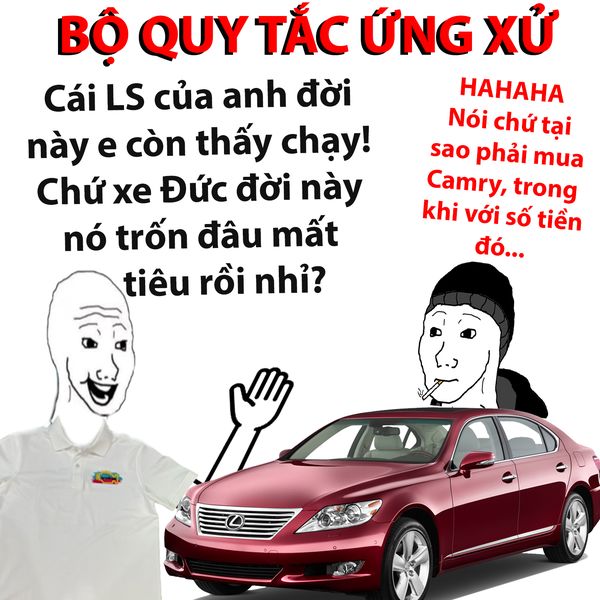 BỘ QUY TẮC ỨNG XỬ
Cái LS của anh đời
này e còn thấy chạy!
Chứ xe Đức đời này
nó trốn đâu mất
tiêu rồi nhỉ?
HAHAHA
Nói chứ tại
sao phải mua
Camry, trong
khi với số tiền
đó...